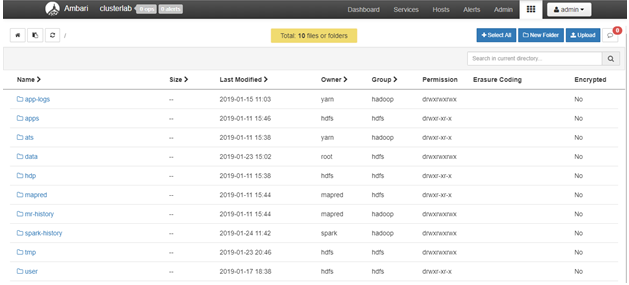 Ambari clusterlab 0 ops 0 alerts Dashboard Services Hosts Alerts Admin admin
/ Total: 10 files or folders Select All New Folder Upload 0
Search in current directory...
Name Size Last Modified Owner Group Permission Erasure Coding Encrypted
app-logs -- 2019-01-15 11:03 yarn hadoop drwxrwxrwx No
apps -- 2019-01-11 15:46 hdfs hdfs drwxr-xr-x No
ats -- 2019-01-11 15:38 yarn hadoop drwxr-xr-x No
data -- 2019-01-23 15:02 root hdfs drwxrwxrwx No
hdp -- 2019-01-11 15:38 hdfs hdfs drwxr-xr-x No
mapred -- 2019-01-11 15:44 mapred hdfs drwxr-xr-x No
mr-history -- 2019-01-11 15:44 mapred hadoop drwxrwxrwx No
spark-history -- 2019-01-24 11:42 spark hadoop drwxrwxrwx No
tmp -- 2019-01-23 20:46 hdfs hdfs drwxrwxrwx No
user -- 2019-01-17 18:38 hdfs hdfs drwxr-xr-x No